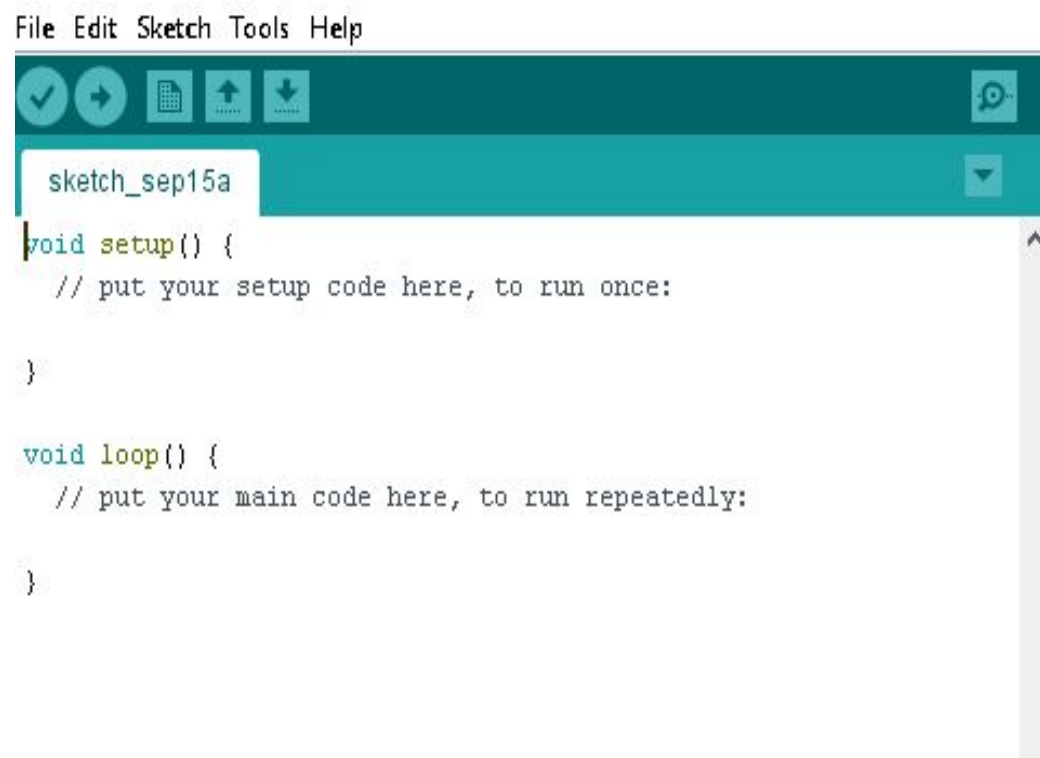 File Edit Sketch Tools Help
sketch_sep15a
void setup() {
  // put your setup code here, to run once:

}

void loop() {
  // put your main code here, to run repeatedly:

}